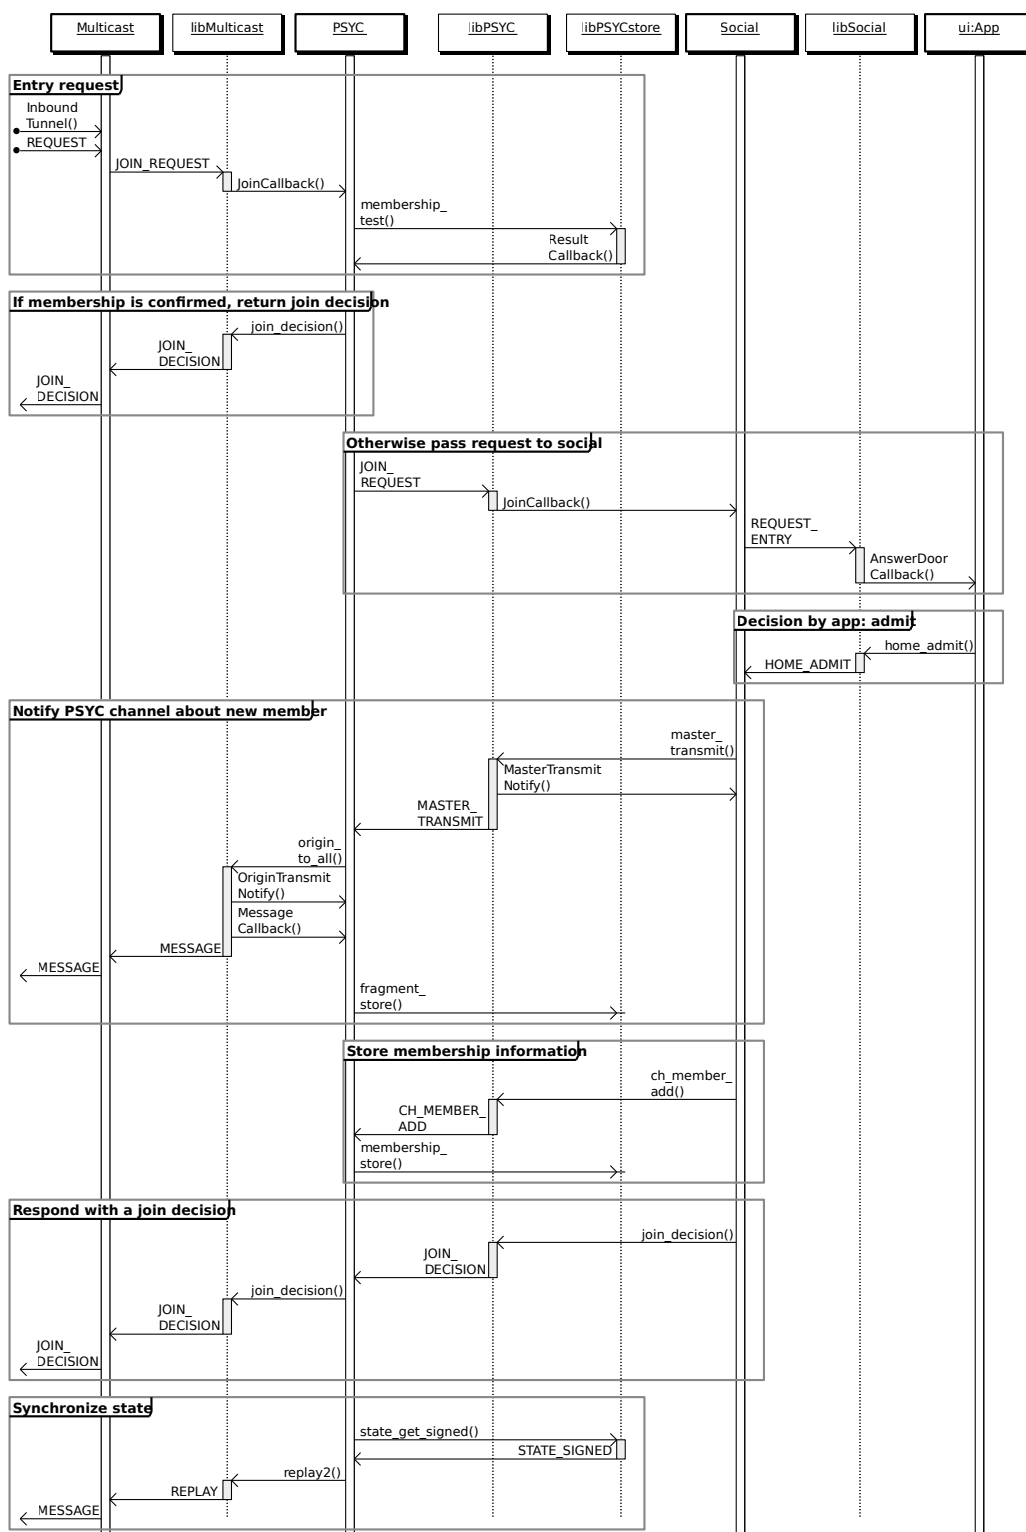 Multicast
libMulticast
PSYC
libPSYC
libPSYCstore
Social
libSocial
ui:App
Entry request
Inbound
Tunnel()
REQUEST
JOIN_REQUEST
JoinCallback()
membership_
test()
Result
Callback()
If membership is confirmed, return join decision
join_decision()
JOIN_
DECISION
JOIN_
DECISION
Otherwise pass request to social
JOIN_
REQUEST
JoinCallback()
REQUEST_
ENTRY
AnswerDoor
Callback()
Decision by app: admit
home_admit()
HOME_ADMIT
Notify PSYC channel about new member
master_
transmit()
MasterTransmit
Notify()
MASTER_
TRANSMIT
origin_
to_all()
OriginTransmit
Notify()
Message
Callback()
MESSAGE
MESSAGE
fragment_
store()
Store membership information
ch_member_
add()
CH_MEMBER_
ADD
membership_
store()
Respond with a join decision
join_decision()
JOIN_
DECISION
join_decision()
JOIN_
DECISION
JOIN_
DECISION
Synchronize state
state_get_signed()
STATE_SIGNED
replay2()
REPLAY
MESSAGE